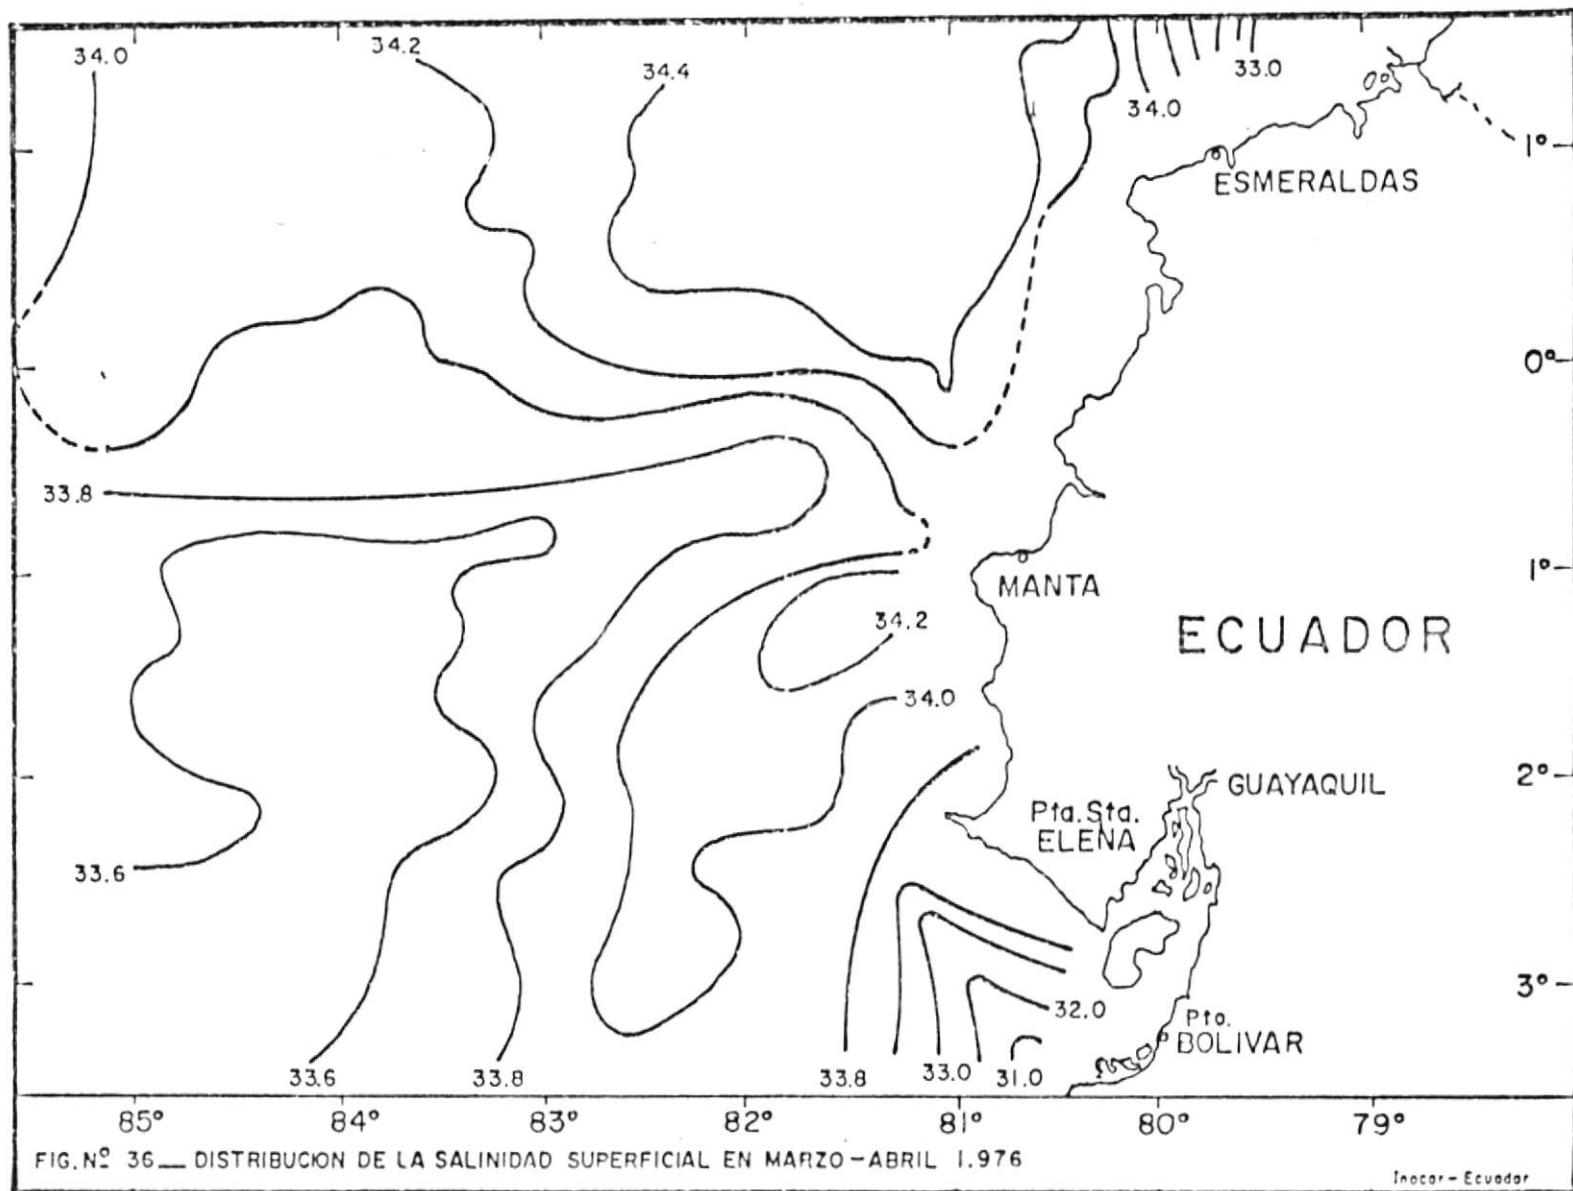 34.0
34.2
34.4
34.0
33.0
1°
ESMERALDAS
0°
33.8
1°
MANTA
34.2
ECUADOR
34.0
2°
GUAYAQUIL
Pta. Sta.
ELENA
33.6
3°
32.0
Pto.
BOLIVAR
33.6
33.8
33.8
33.0
31.0
85°
84°
83°
82°
81°
80°
79°
FIG. Nº 36__ DISTRIBUCION DE LA SALINIDAD SUPERFICIAL EN MARZO-ABRIL 1.976
Inocar - Ecuador